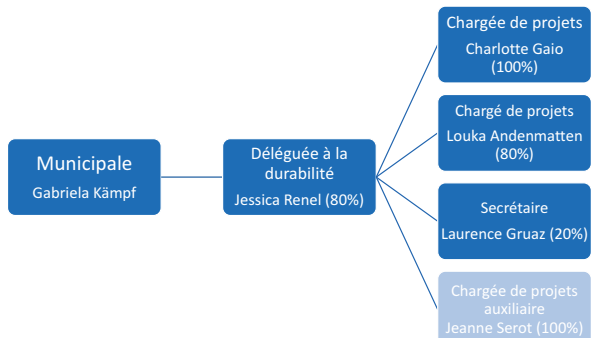 Municipale
Gabriela Kämpf
Déléguée à la
durabilité
Jessica Renel (80%)
Chargée de projets
Charlotte Gaio
(100%)
Chargé de projets
Louka Andenmatten
(80%)
Secrétaire
Laurence Gruaz (20%)
Chargée de projets
auxiliaire
Jeanne Serot (100%)